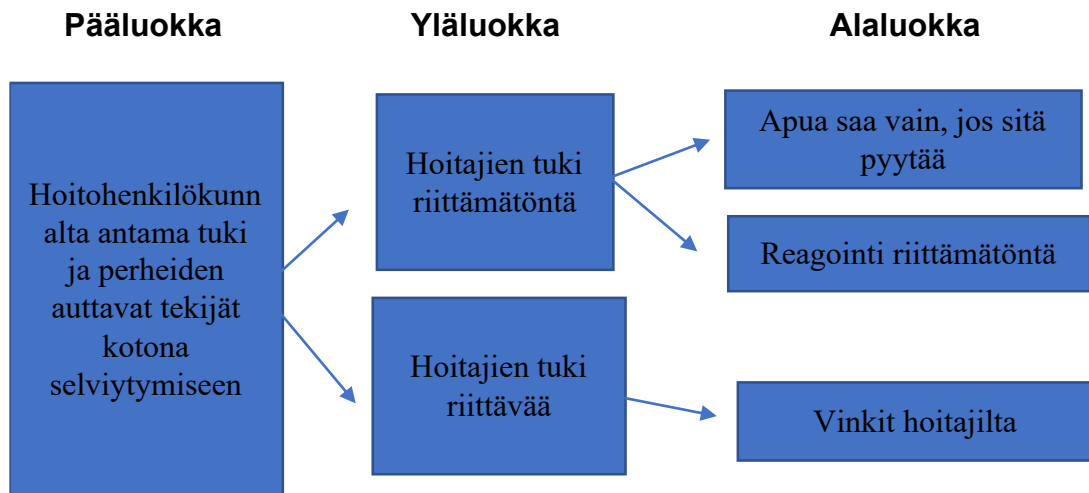 Pääluokka
Yläluokka
Alaluokka
Hoitohenkilökunn
alta antama tuki
ja perheiden
auttavat tekijät
kotona
selviytymiseen
Hoitajien tuki
riittämätöntä
Hoitajien tuki
riittävää
Apua saa vain, jos sitä
pyytää
Reagointi riittämätöntä
Vinkit hoitajilta